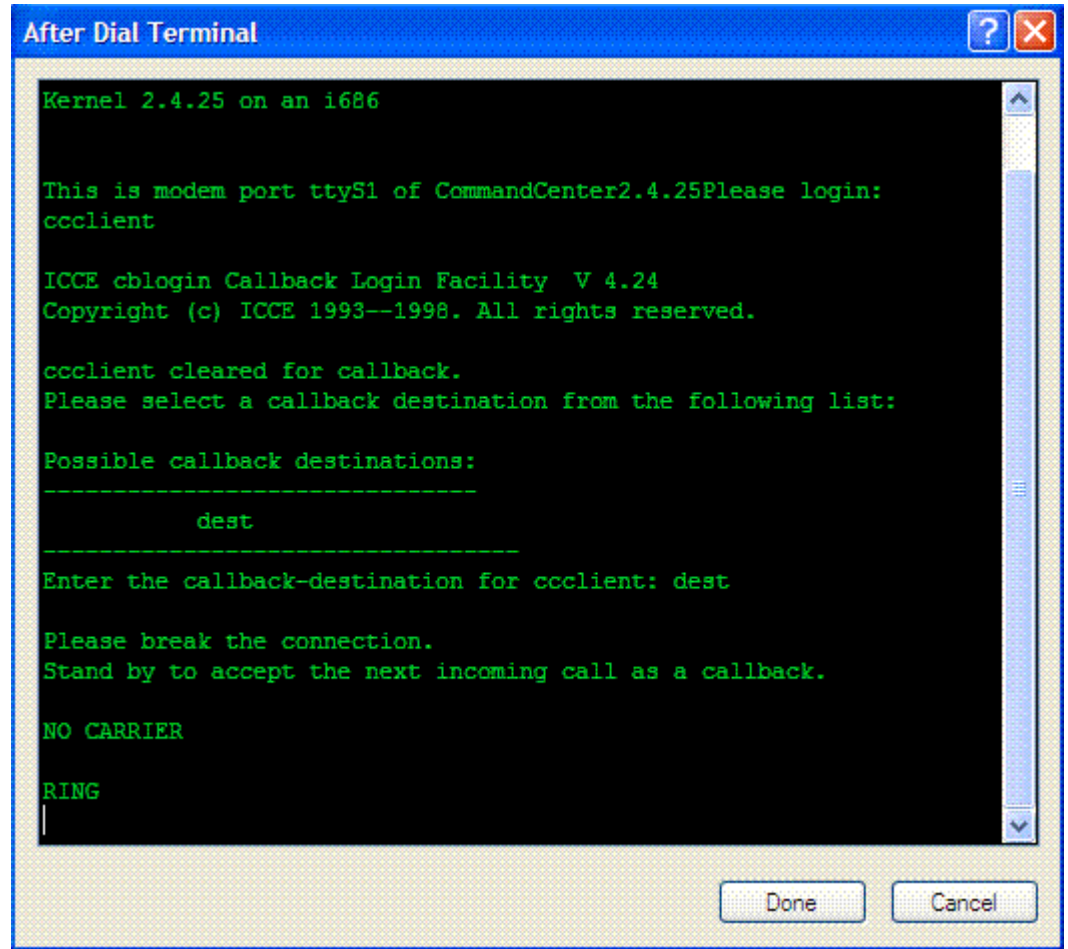 After Dial Terminal
Kernel 2.4.25 on an i686
This is modem port ttyS1 of CommandCenter2.4.25Please login:
ccclient
ICCE cblogin Callback Login Facility  V 4.24
Copyright (c) ICCE 1993--1998. All rights reserved.
ccclient cleared for callback.
Please select a callback destination from the following list:
Possible callback destinations:
-------------------------------
dest
----------------------------------
Enter the callback-destination for ccclient: dest
Please break the connection.
Stand by to accept the next incoming call as a callback.
NO CARRIER
RING
Done Cancel